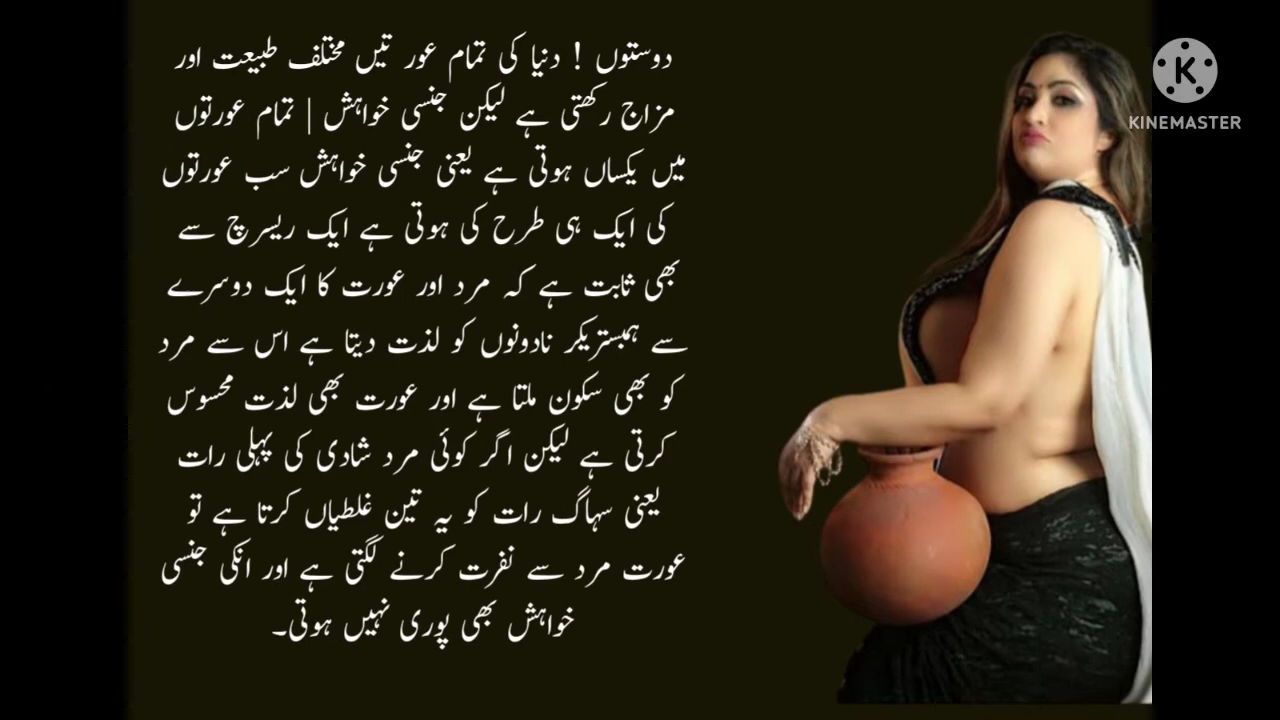 دوستوں ! دنیا کی تمام عور تیں مختلف طبیعت اور
مزاج رکھتی ہے لیکن جنسی خواہش | تمام عورتوں
میں یکساں ہوتی ہے یعنی جنسی خواہش سب عورتوں
کی ایک ہی طرح کی ہوتی ہے ایک ریسرچ سے
بھی ثابت ہے کہ مرد اور عورت کا ایک دوسرے
سے ہمبستریکر نادونوں کو لذت دیتا ہے اس سے مرد
کو بھی سکون ملتا ہے اور عورت بھی لذت محسوس
کرتی ہے لیکن اگر کوئی مرد شادی کی پہلی رات
یعنی سہاگ رات کو یہ تین غلطیاں کرتا ہے تو
عورت مرد سے نفرت کرنے لگتی ہے اور انکی جنسی
خواہش بھی پوری نہیں ہوتی۔
K
KINEMASTER